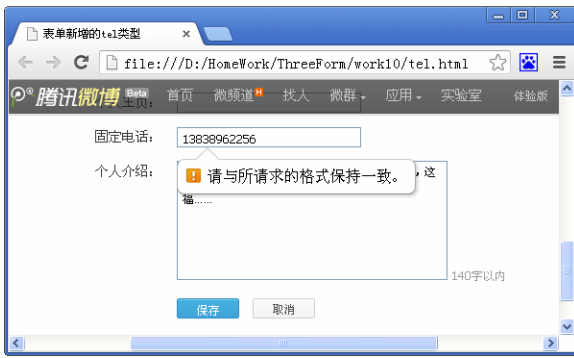 表单新增的tel类型
file:///D:/HomeWork/ThreeForm/work10/tel.html
腾讯微博 Beta 首页 微频道 H 找人 微群 应用 实验室 体验版
主页:
固定电话: 13838962256
个人介绍: ,这
请与所请求的格式保持一致。
福......
140字以内
保存 取消